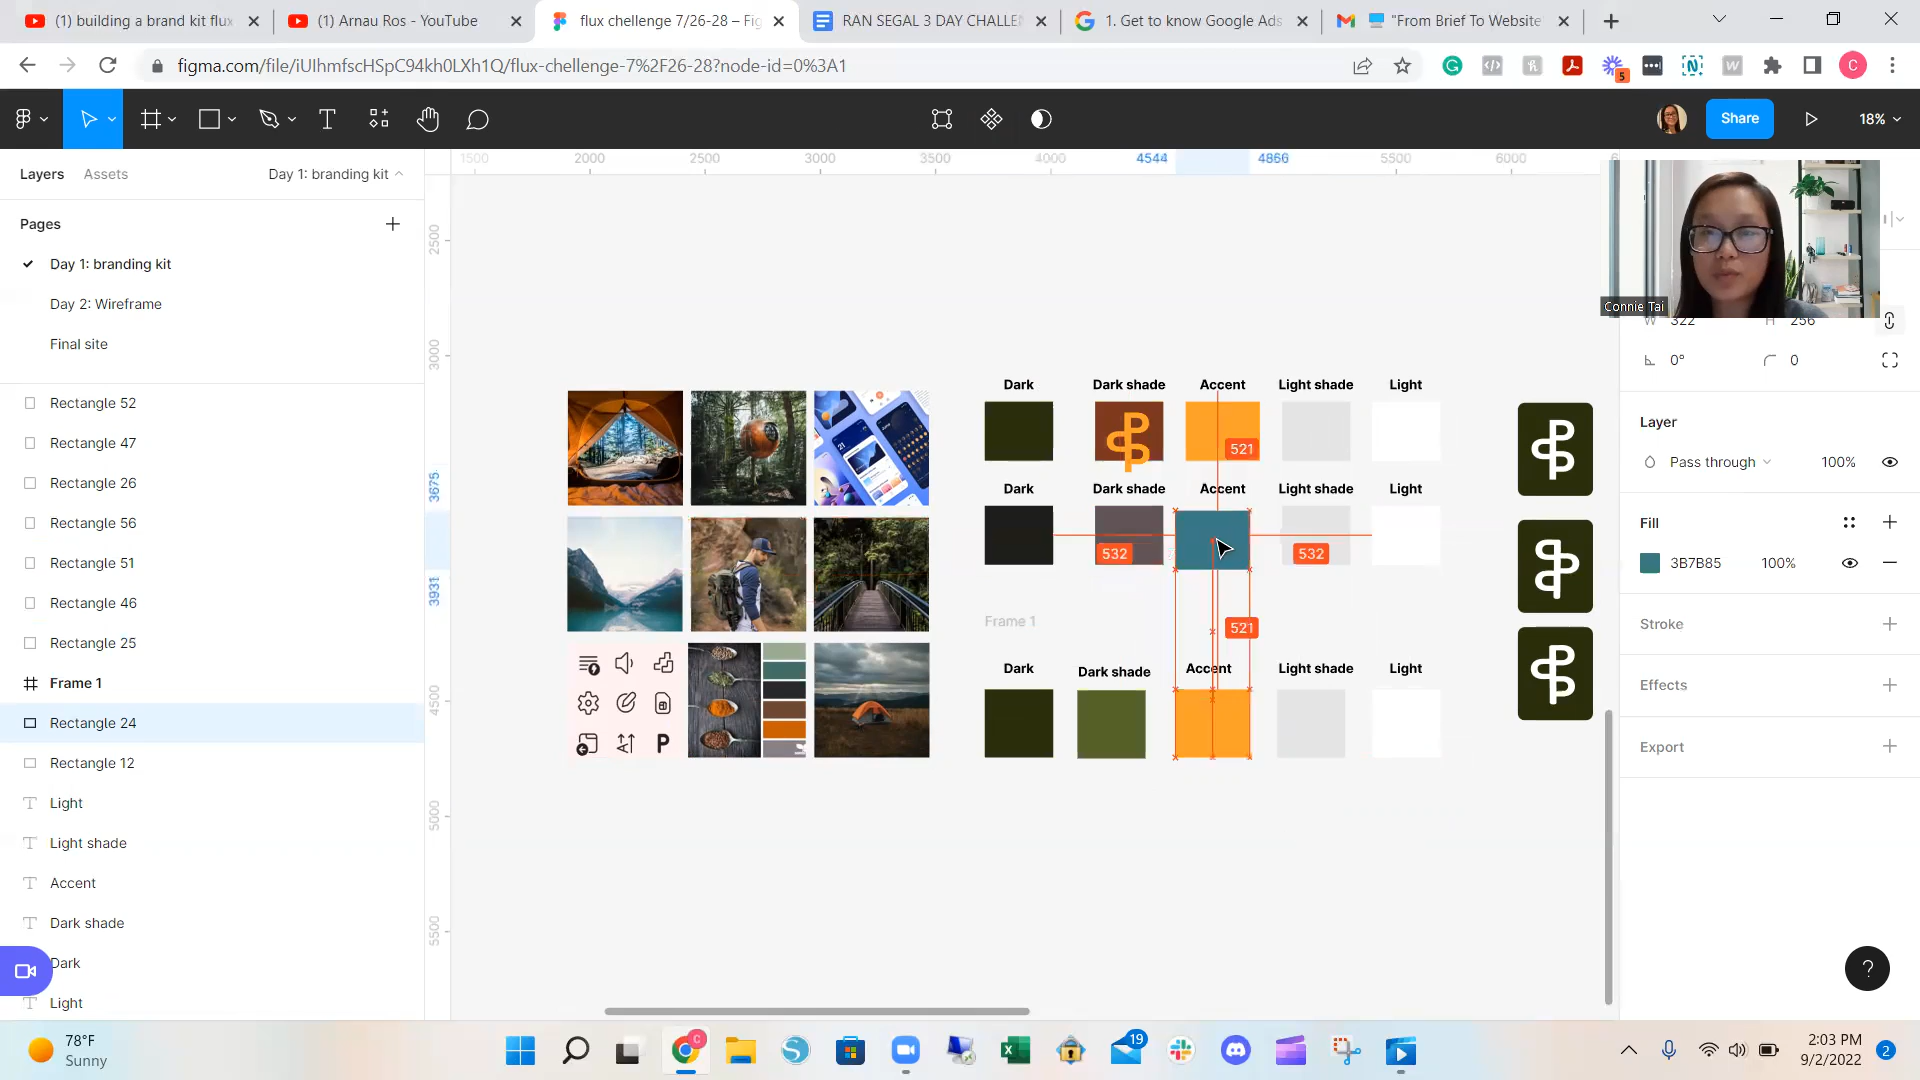 (1) building a brand kit flux
(1) Arnau Ros - YouTube
flux chellenge 7/26-28 – Fig
RAN SEGAL 3 DAY CHALLEN
1. Get to know Google Ads
"From Brief To Website"
figma.com/file/iUIhmfscHSpC94kh0LXh1Q/flux-chellenge-7%2F26-28?node-id=0%3A1
5
C
Share
18%
Layers
Assets
Day 1: branding kit
1500
2000
2500
3000
3500
4000
4544
4866
5500
6000
Pages
Day 1: branding kit
Day 2: Wireframe
Final site
Rectangle 52
Rectangle 47
Rectangle 26
Rectangle 56
Rectangle 51
Rectangle 46
Rectangle 25
Frame 1
Rectangle 24
Rectangle 12
Light
Light shade
Accent
Dark shade
Dark
Light
2500
3000
3675
3931
4500
5000
5500
Dark
Dark shade
Accent
Light shade
Light
521
Dark
Dark shade
Accent
Light shade
Light
532
532
Frame 1
521
Dark
Dark shade
Accent
Light shade
Light
P
Connie Tai
W 322
H 256
0°
0
Layer
Pass through
100%
Fill
3B7B85
100%
Stroke
Effects
Export
?
78°F
Sunny
C
19
2:03 PM
9/2/2022
2